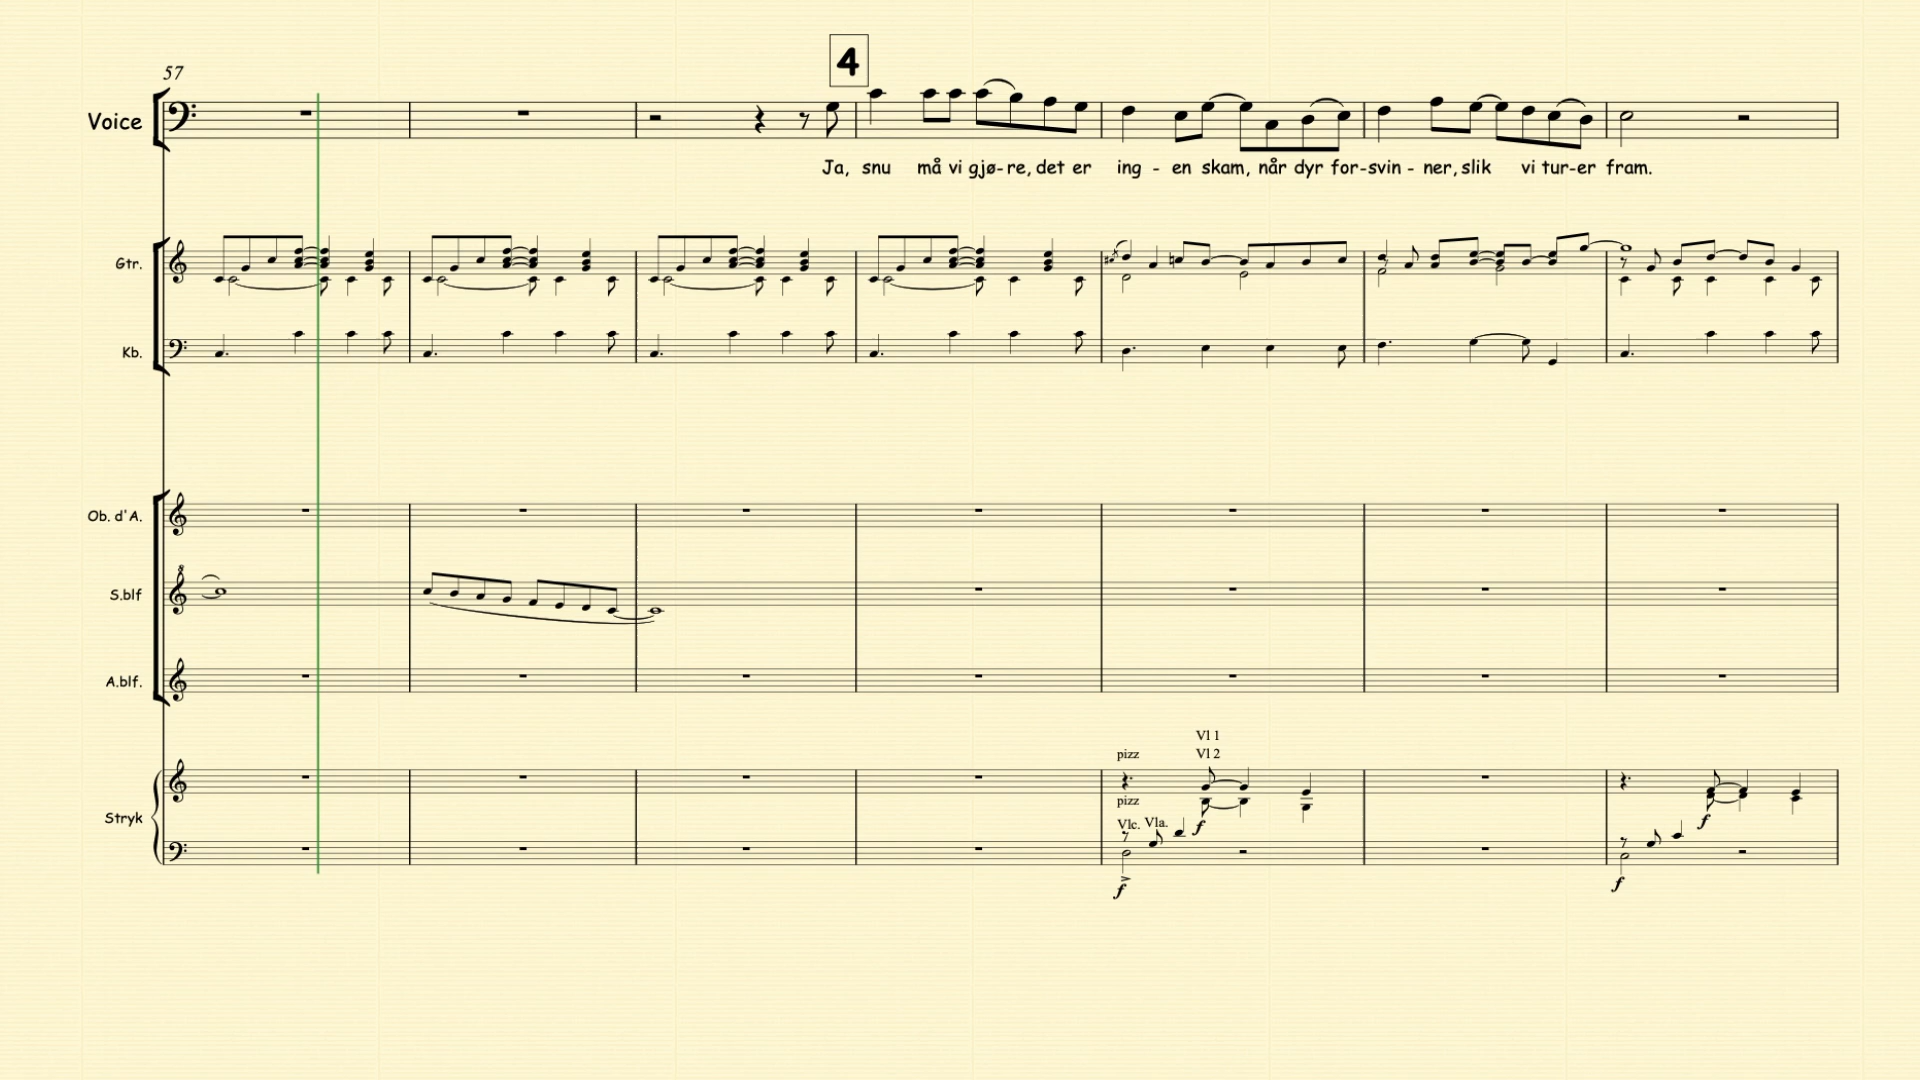 4
57
Voice
Ja, snu må vi gjø-re, det er ing - en skam, når dyr for-svin - ner, slik vi tur-er fram.
Gtr.
Kb.
Ob. d'A.
8
S.blf
A.blf.
Vl 1
pizz Vl 2
pizz
Stryk
Vlc. Vla. f f
f f